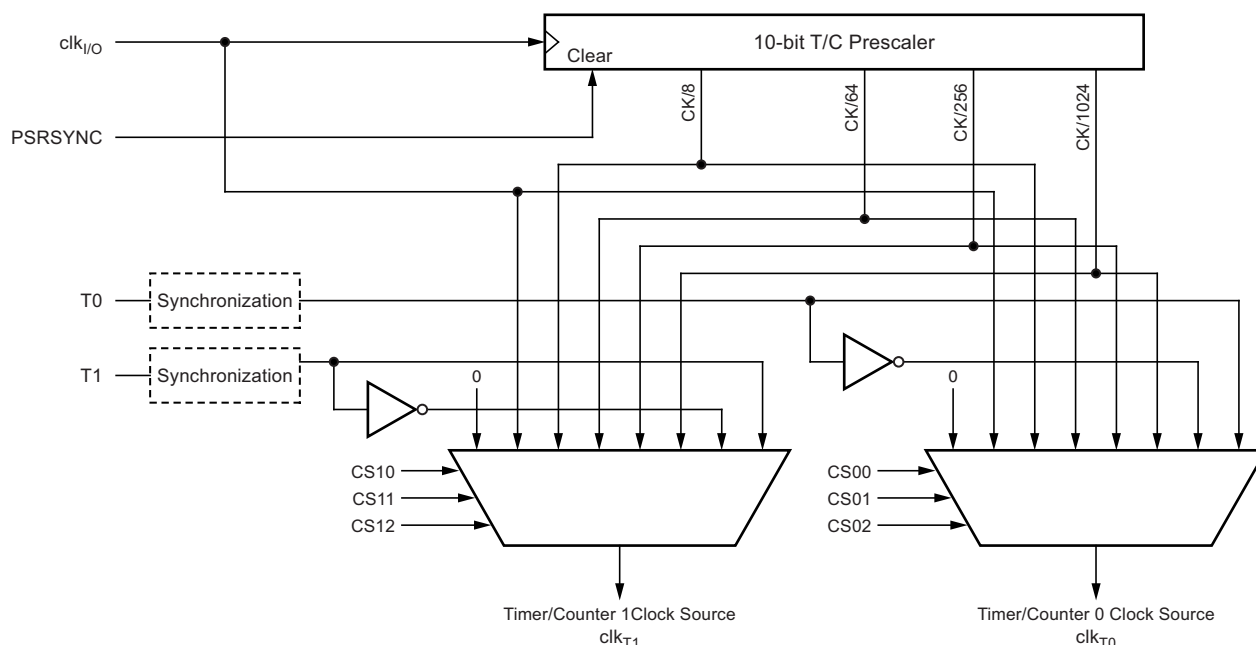 clkI/O
10-bit T/C Prescaler
Clear
PSRSYNC
CK/8
CK/64
CK/256
CK/1024
T0
Synchronization
T1
Synchronization
0
0
CS10
CS11
CS12
CS00
CS01
CS02
Timer/Counter 1Clock Source
clkT1
Timer/Counter 0 Clock Source
clkT0